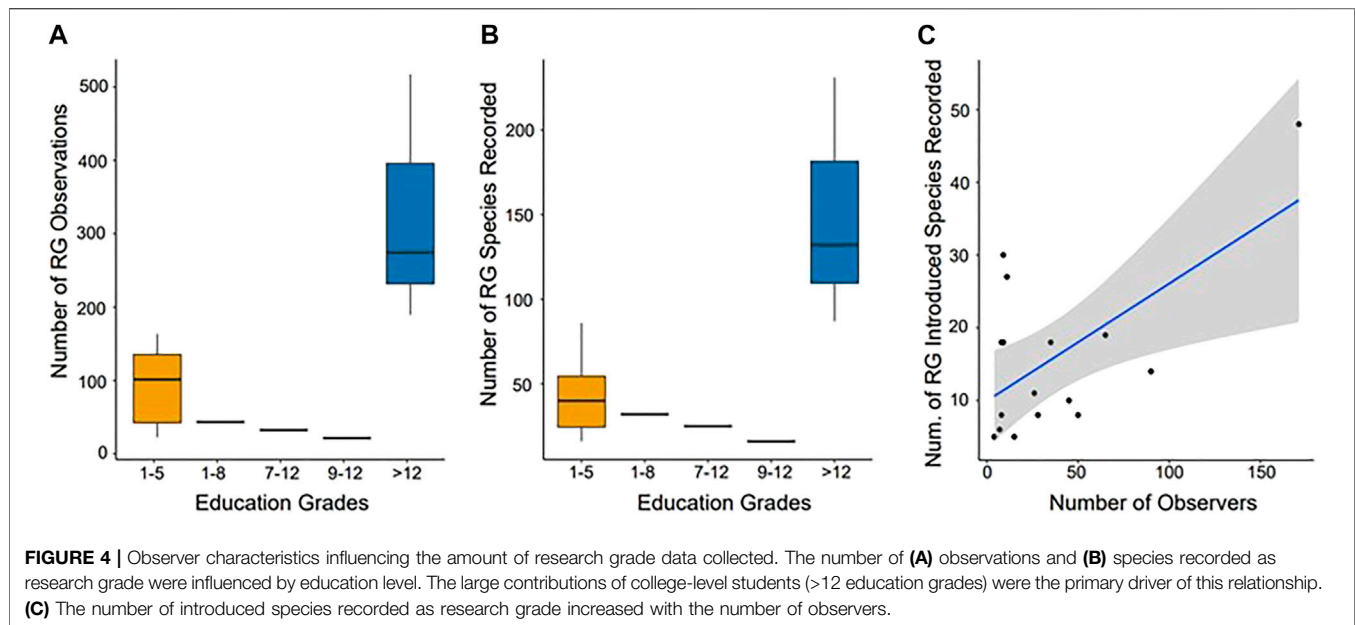 A
B
C
Number of RG Observations
500
400
300
200
100
0
1-5
1-8
7-12
9-12
>12
Education Grades
Number of RG Species Recorded
200
150
100
50
1-5
1-8
7-12
9-12
>12
Education Grades
Num. of RG Introduced Species Recorded
50
40
30
20
10
0
50
100
150
Number of Observers
FIGURE 4 | Observer characteristics influencing the amount of research grade data collected. The number of (A) observations and (B) species recorded as
research grade were influenced by education level. The large contributions of college-level students (>12 education grades) were the primary driver of this relationship.
(C) The number of introduced species recorded as research grade increased with the number of observers.